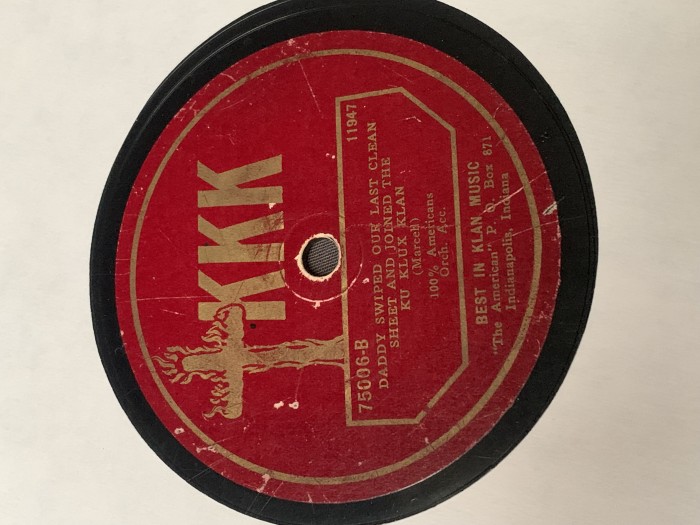 KKK
75006-B
11947
DADDY SWIPED OUR LAST CLEAN
SHEET AND JOINED THE
KU KLUX KLAN
(Marcell)
100% Americans
Orch. Acc.
BEST IN KLAN MUSIC
"The American" P. O. Box 871
Indianapolis, Indiana